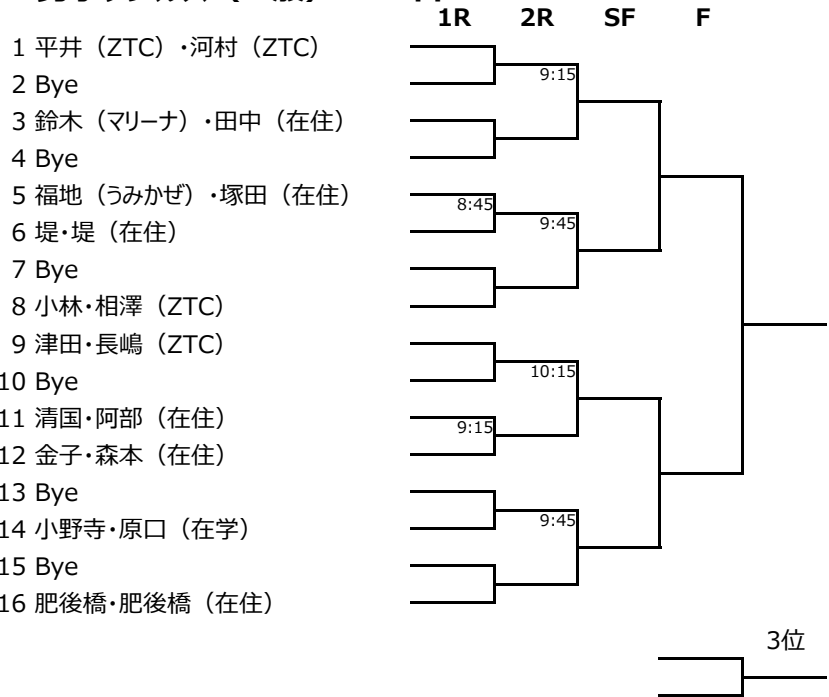 1R 2R SF F
1 平井（ZTC）・河村（ZTC）
2 Bye
9:15
3 鈴木（マリーナ）・田中（在住）
4 Bye
5 福地（うみかぜ）・塚田（在住）
8:45
6 堤・堤（在住）
9:45
7 Bye
8 小林・相澤（ZTC）
9 津田・長嶋（ZTC）
10 Bye
10:15
11 清国・阿部（在住）
9:15
12 金子・森本（在住）
13 Bye
14 小野寺・原口（在学）
9:45
15 Bye
16 肥後橋・肥後橋（在住）
3位